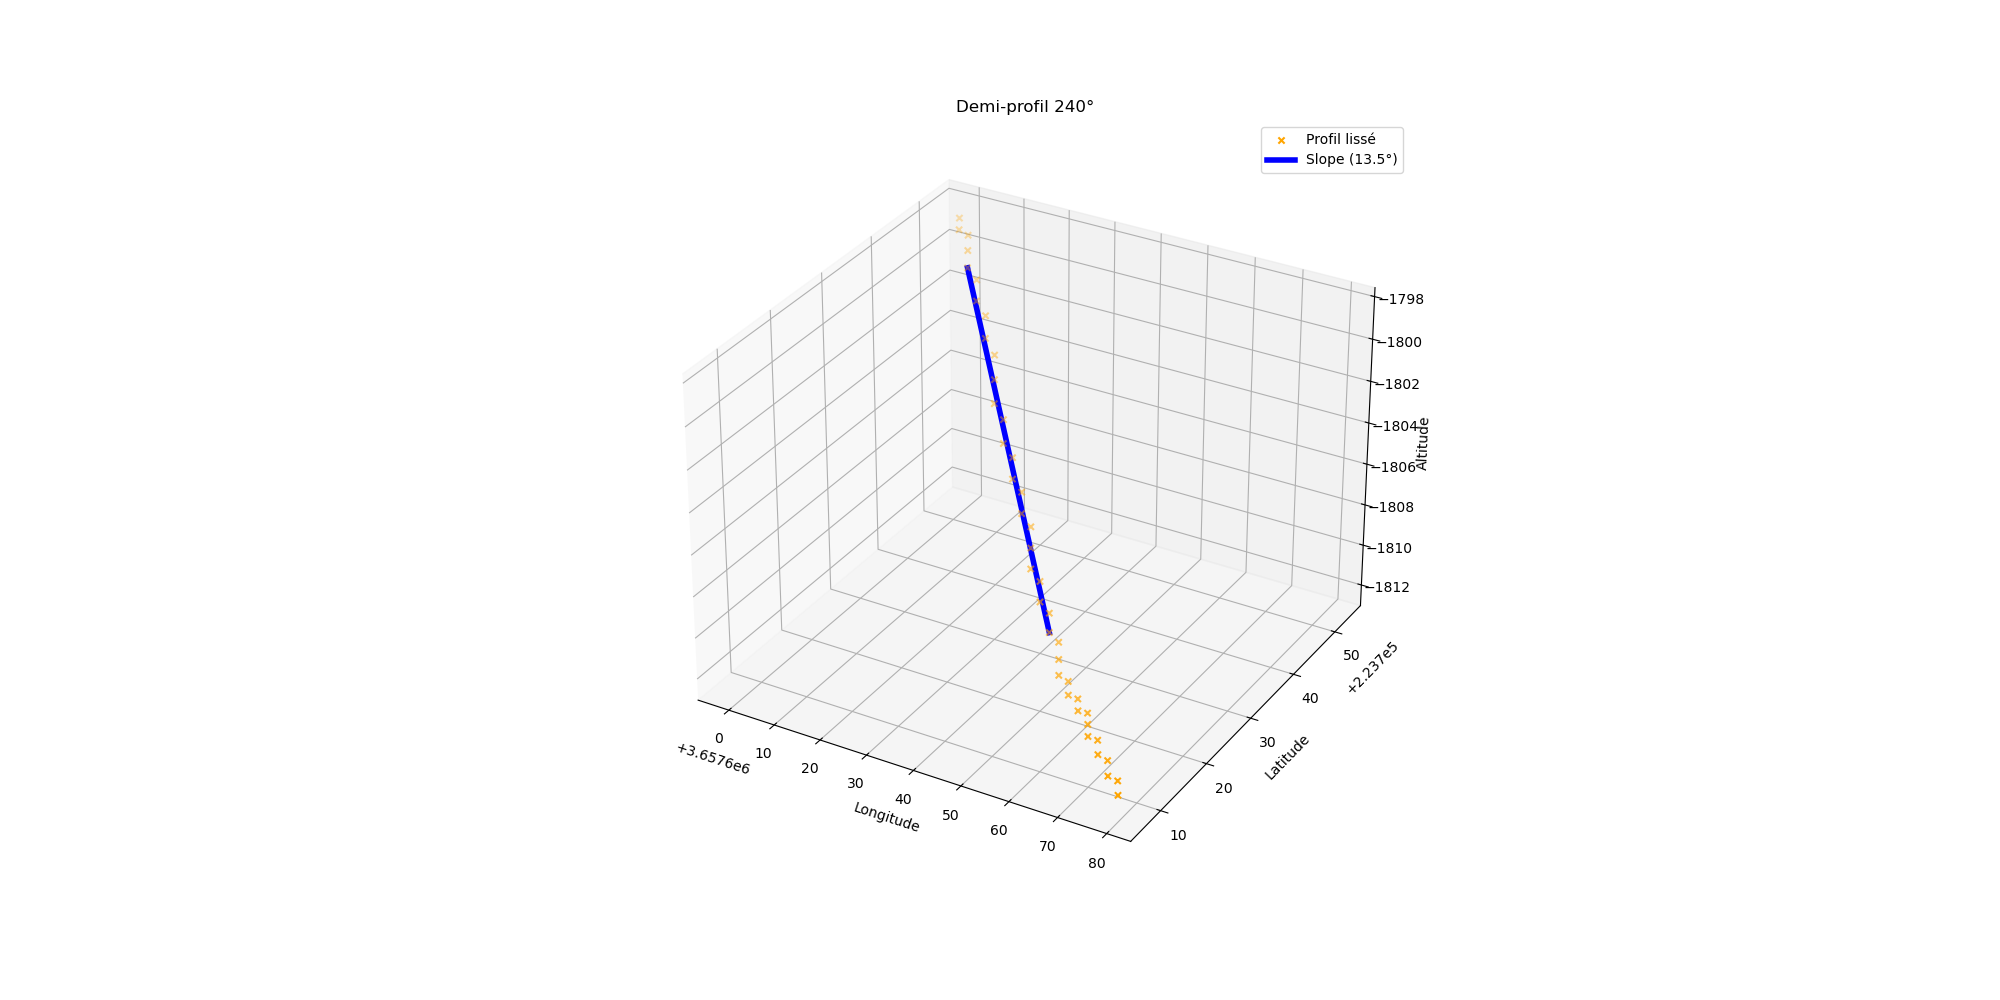 Demi-profil 240°
Profil lissé
Slope (13.5°)
−1798
−1800
−1802
−1804
−1806
−1808
−1810
−1812
Altitude
0
10
20
30
40
50
60
70
80
+3.6576e6
Longitude
10
20
30
40
50
+2.237e5
Latitude